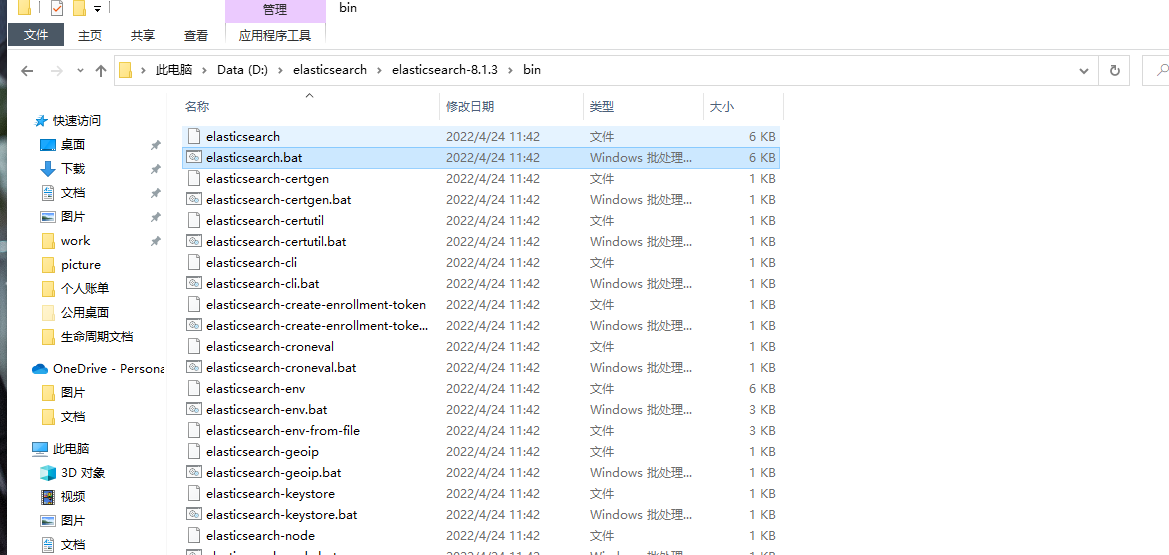 管理
bin
文件
主页
共享
查看
应用程序工具
此电脑
Data (D:)
elasticsearch
elasticsearch-8.1.3
bin
名称
修改日期
类型
大小
快速访问
桌面
下载
文档
图片
work
picture
个人账单
公用桌面
生命周期文档
OneDrive - Persona
图片
文档
此电脑
3D 对象
视频
图片
文档
elasticsearch 2022/4/24 11:42 文件 6 KB
elasticsearch.bat 2022/4/24 11:42 Windows 批处理... 6 KB
elasticsearch-certgen 2022/4/24 11:42 文件 1 KB
elasticsearch-certgen.bat 2022/4/24 11:42 Windows 批处理... 1 KB
elasticsearch-certutil 2022/4/24 11:42 文件 1 KB
elasticsearch-certutil.bat 2022/4/24 11:42 Windows 批处理... 1 KB
elasticsearch-cli 2022/4/24 11:42 文件 1 KB
elasticsearch-cli.bat 2022/4/24 11:42 Windows 批处理... 1 KB
elasticsearch-create-enrollment-token 2022/4/24 11:42 文件 1 KB
elasticsearch-create-enrollment-toke... 2022/4/24 11:42 Windows 批处理... 1 KB
elasticsearch-croneval 2022/4/24 11:42 文件 1 KB
elasticsearch-croneval.bat 2022/4/24 11:42 Windows 批处理... 1 KB
elasticsearch-env 2022/4/24 11:42 文件 6 KB
elasticsearch-env.bat 2022/4/24 11:42 Windows 批处理... 3 KB
elasticsearch-env-from-file 2022/4/24 11:42 文件 3 KB
elasticsearch-geoip 2022/4/24 11:42 文件 1 KB
elasticsearch-geoip.bat 2022/4/24 11:42 Windows 批处理... 1 KB
elasticsearch-keystore 2022/4/24 11:42 文件 1 KB
elasticsearch-keystore.bat 2022/4/24 11:42 Windows 批处理... 1 KB
elasticsearch-node 2022/4/24 11:42 文件 1 KB